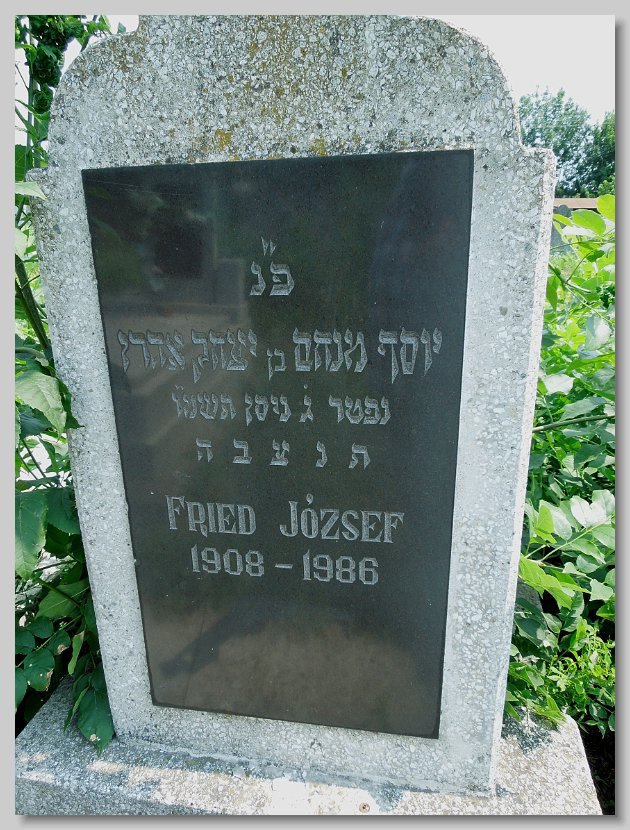 פ״נ
יוסף מנחם בן יצחק אהרן
נפטר ג׳ ניסן תשמ״ו
ת נ צ ב ה
FRIED JÓZSEF
1908 - 1986